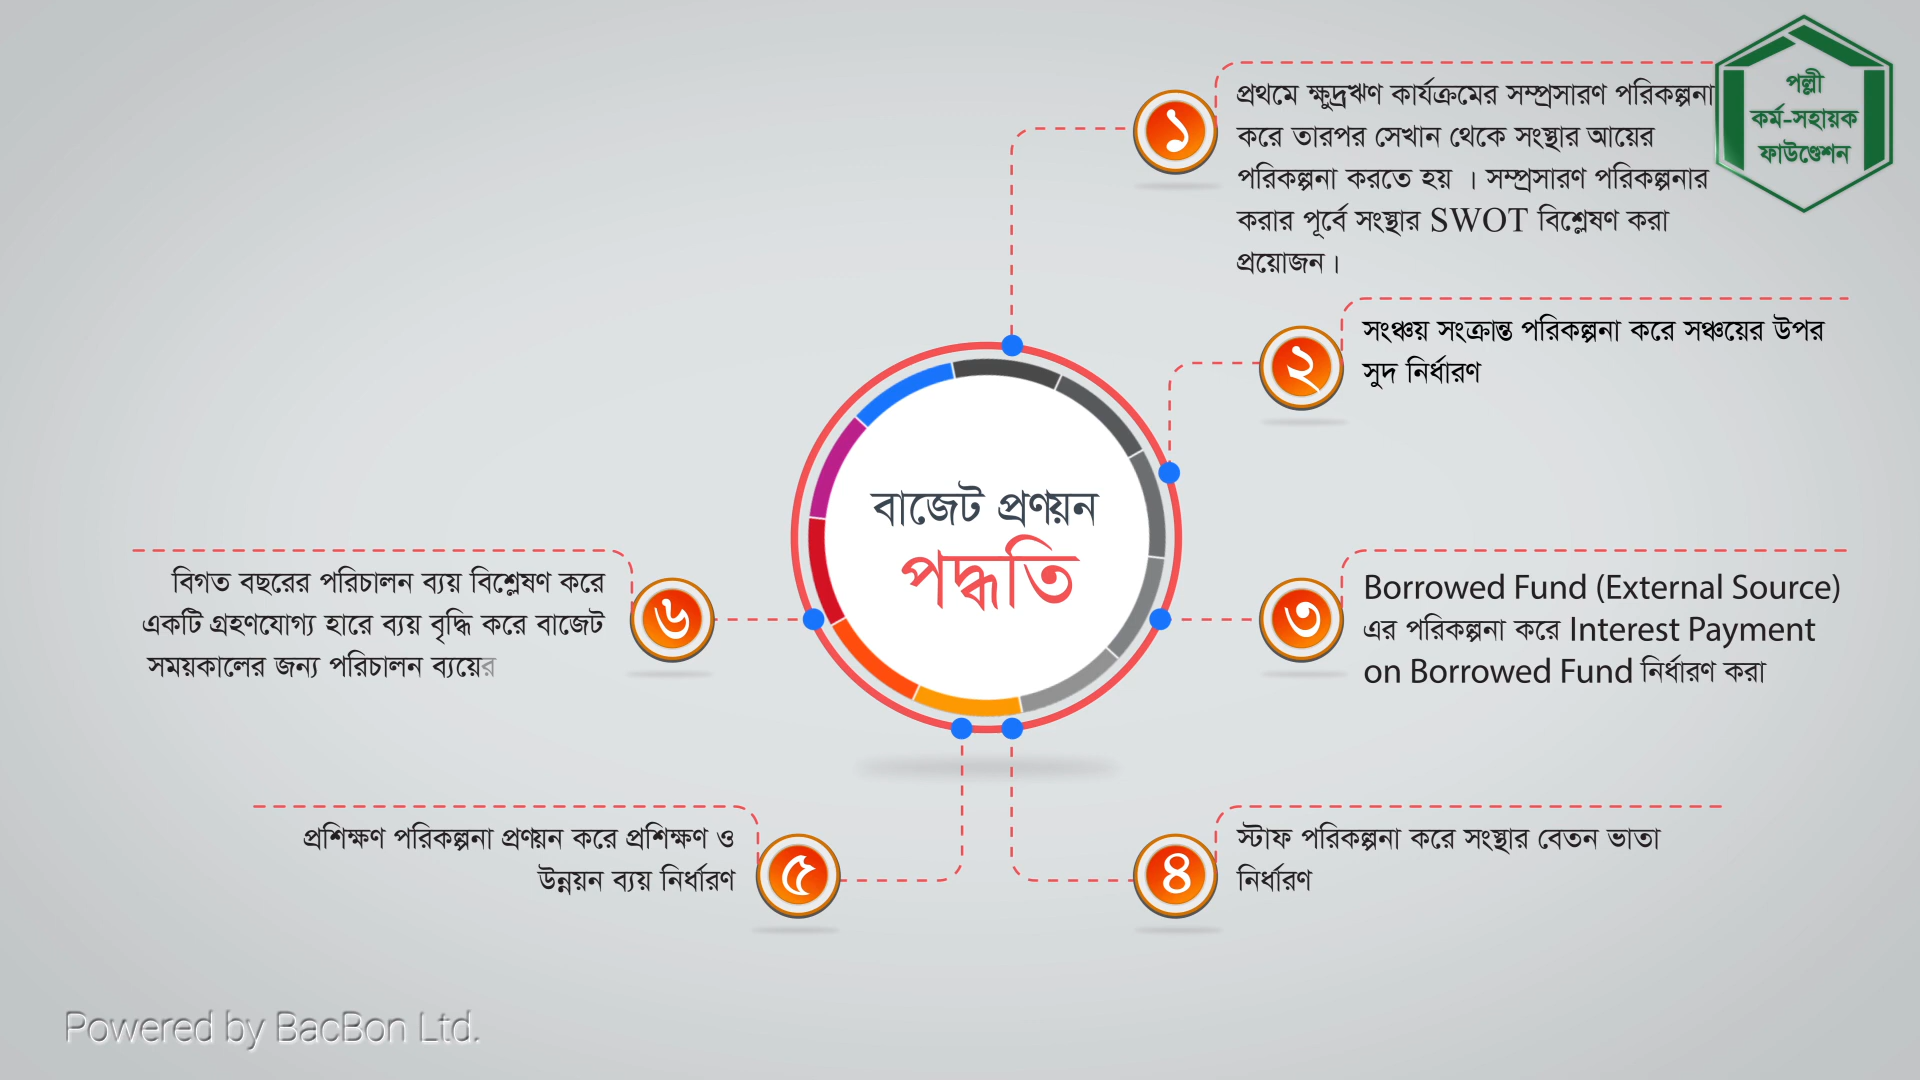 পল্লী
কর্ম-সহায়ক
ফাউণ্ডেশন
১
প্রথমে ক্ষুদ্রঋণ কার্যক্রমের সম্প্রসারণ পরিকল্পনা
করে তারপর সেখান থেকে সংস্থার আয়ের
পরিকল্পনা করতে হয় । সম্প্রসারণ পরিকল্পনার
করার পূর্বে সংস্থার SWOT বিশ্লেষণ করা
প্রয়োজন।
২
সংঞ্চয় সংক্রান্ত পরিকল্পনা করে সঞ্চয়ের উপর
সুদ নির্ধারণ
বাজেট প্রণয়ন
পদ্ধতি
৩
Borrowed Fund (External Source)
এর পরিকল্পনা করে Interest Payment
on Borrowed Fund নির্ধারণ করা
৪
স্টাফ পরিকল্পনা করে সংস্থার বেতন ভাতা
নির্ধারণ
৫
প্রশিক্ষণ পরিকল্পনা প্রণয়ন করে প্রশিক্ষণ ও
উন্নয়ন ব্যয় নির্ধারণ
৬
বিগত বছরের পরিচালন ব্যয় বিশ্লেষণ করে
একটি গ্রহণযোগ্য হারে ব্যয় বৃদ্ধি করে বাজেট
সময়কালের জন্য পরিচালন ব্যয়ের
Powered by BacBon Ltd.